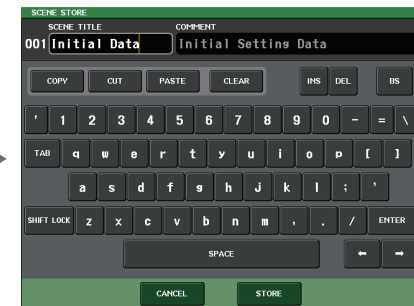 SCENE STORE
SCENE TITLE COMMENT
001 Initial Data Initial Setting Data
COPY CUT PASTE CLEAR INS DEL BS
' 1 2 3 4 5 6 7 8 9 0 - = \
TAB q w e r t y u i o p [ ]
a s d f g h j k l ; '
SHIFT LOCK z x c v b n m , . / ENTER
SPACE ← →
CANCEL STORE